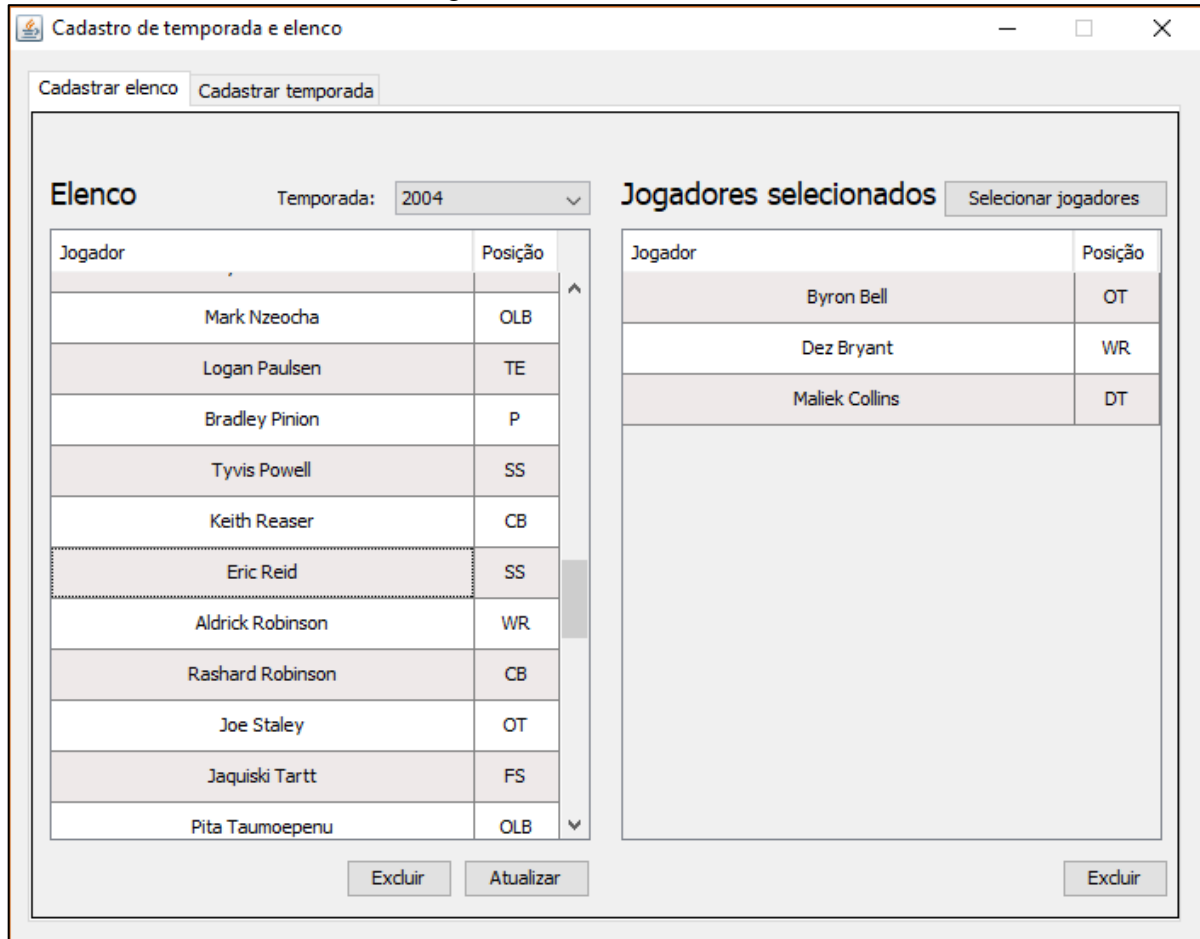 Cadastro de temporada e elenco
Cadastrar elenco Cadastrar temporada
Elenco Temporada: 2004
Jogador Posição
Mark Nzeocha OLB
Logan Paulsen TE
Bradley Pinion P
Tyvis Powell SS
Keith Reaser CB
Eric Reid SS
Aldrick Robinson WR
Rashard Robinson CB
Joe Staley OT
Jaquiski Tartt FS
Pita Taumoepenu OLB
Excluir Atualizar
Jogadores selecionados Selecionar jogadores
Jogador Posição
Byron Bell OT
Dez Bryant WR
Maliek Collins DT
Excluir